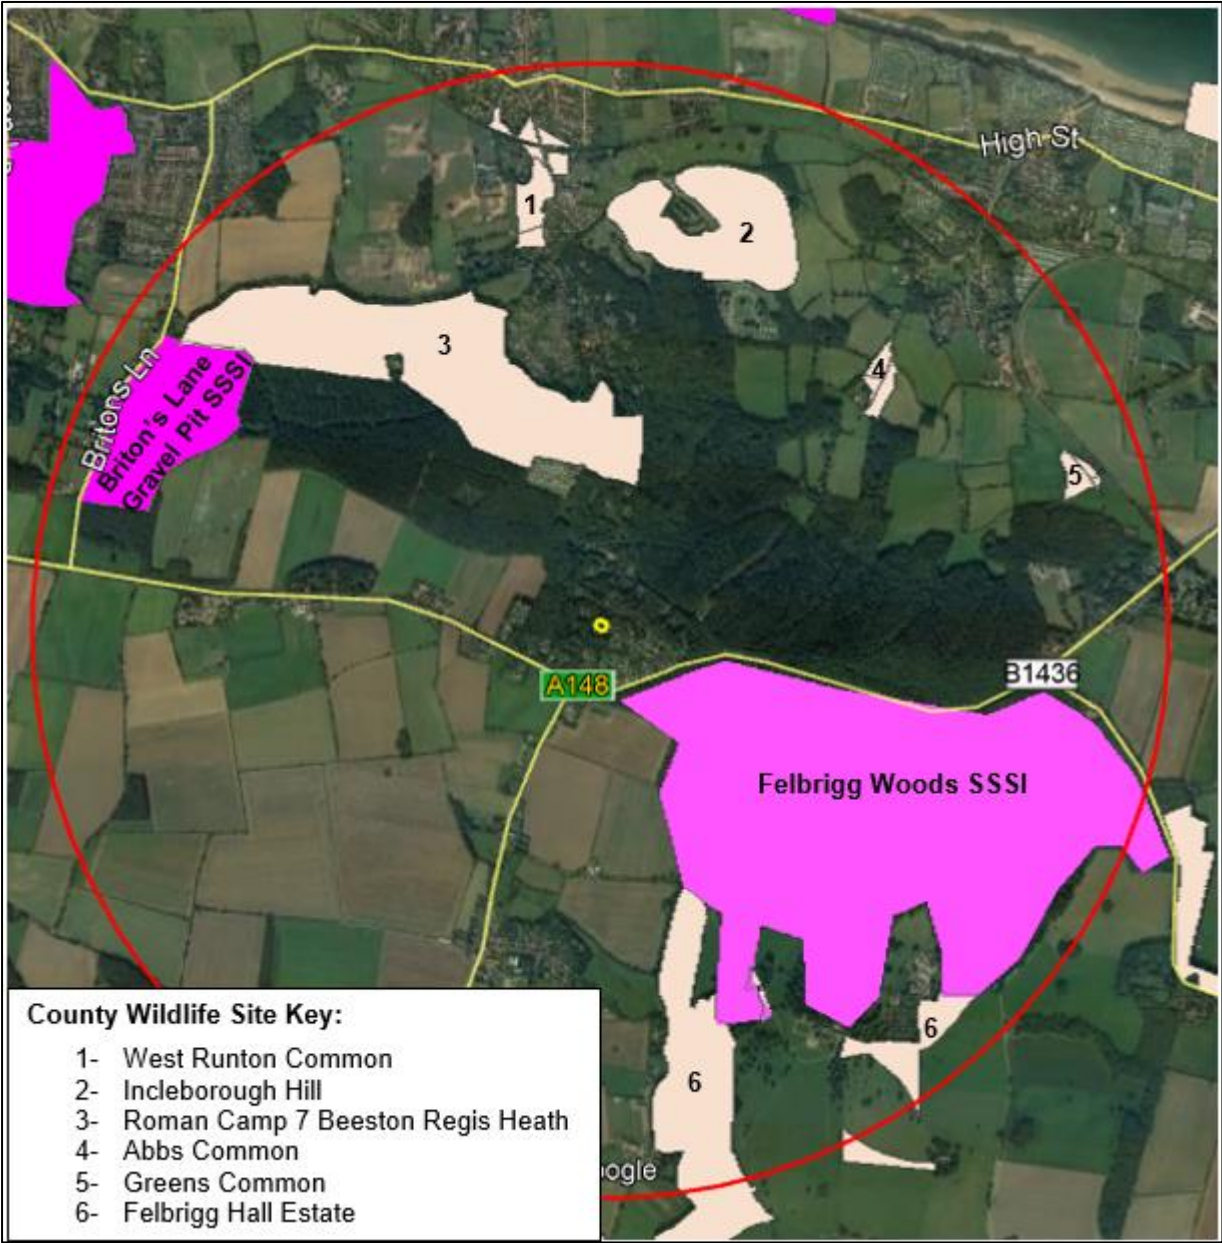 High St
1
2
3
4
5
Britons Ln
Briton's Lane
Gravel Pit SSSI
A148
B1436
Felbrigg Woods SSSI
6
6
County Wildlife Site Key:
1- West Runton Common
2- Incleborough Hill
3- Roman Camp 7 Beeston Regis Heath
4- Abbs Common
5- Greens Common
6- Felbrigg Hall Estate
oogle